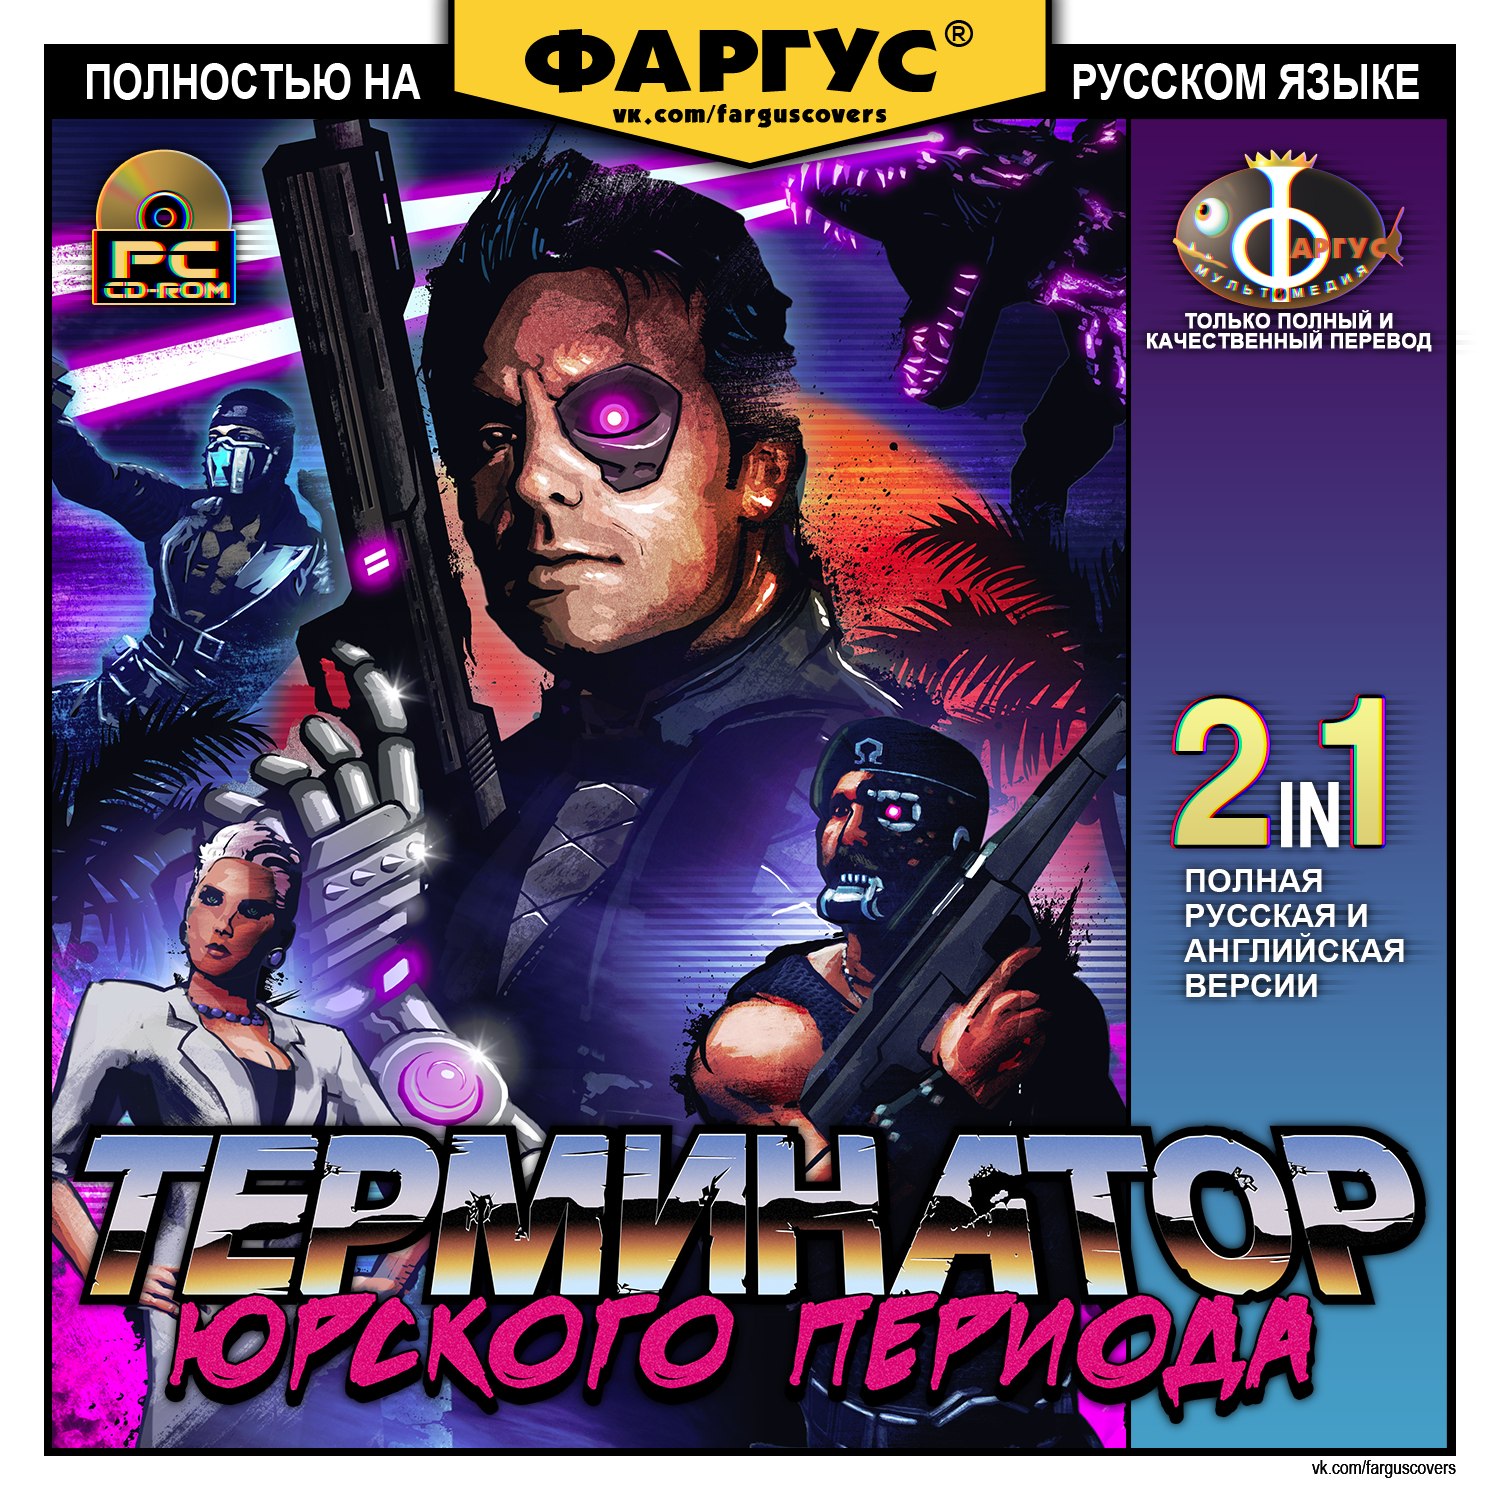 ФАРГУС®
vk.com/farguscovers
ПОЛНОСТЬЮ НА РУССКОМ ЯЗЫКЕ
PC
CD-ROM
ФАРГУС
МУЛЬТИМЕДИЯ
ТОЛЬКО ПОЛНЫЙ И
КАЧЕСТВЕННЫЙ ПЕРЕВОД
Ω
Ω
2IN1
ПОЛНАЯ
РУССКАЯ И
АНГЛИЙСКАЯ
ВЕРСИИ
ТЕРМИНАТОР
ЮРСКОГО ПЕРИОДА
vk.com/farguscovers